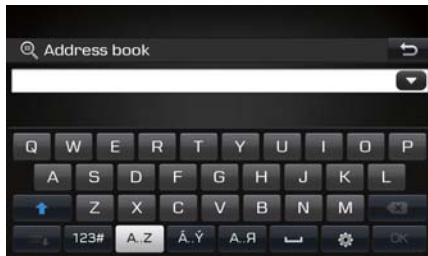 Address book
Q W E R T Y U I O P
A S D F G H J K L
Z X C V B N M
123# A..Z Á..Ý А..Я OK